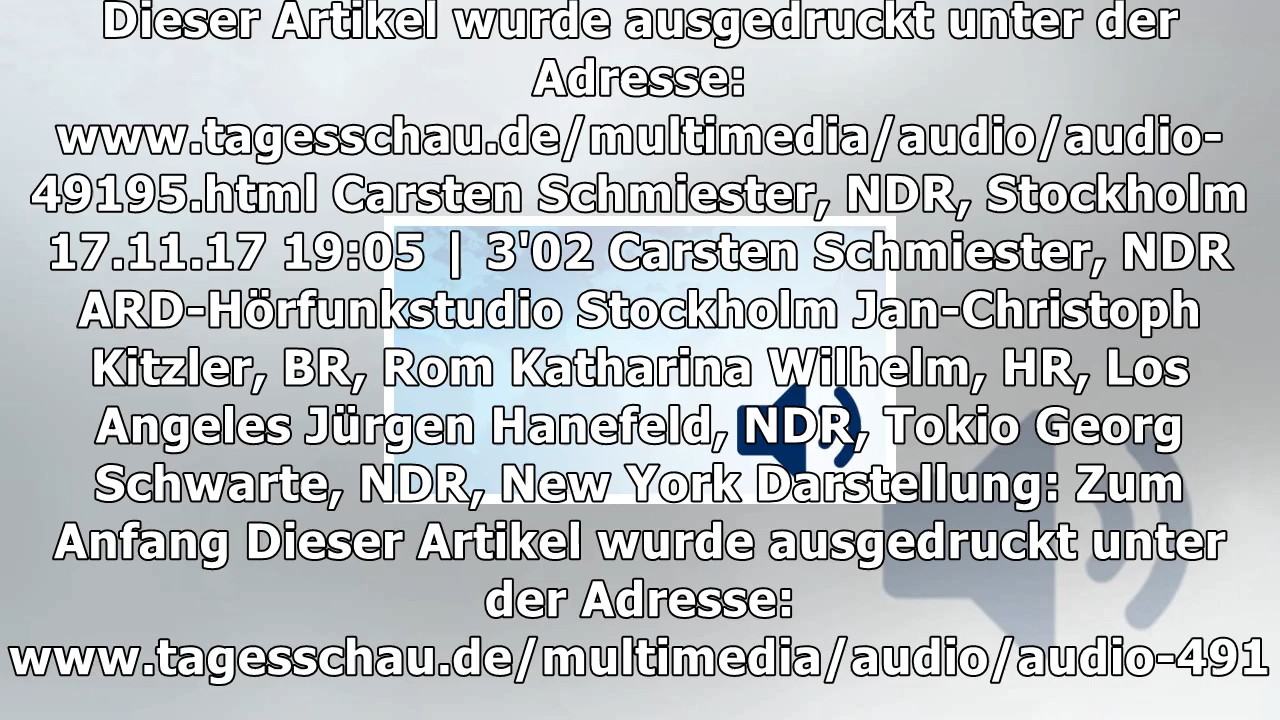 Dieser Artikel wurde ausgedruckt unter der
Adresse:
www.tagesschau.de/multimedia/audio/audio-
49195.html Carsten Schmiester, NDR, Stockholm
17.11.17 19:05 | 3'02 Carsten Schmiester, NDR
ARD-Hörfunkstudio Stockholm Jan-Christoph
Kitzler, BR, Rom Katharina Wilhelm, HR, Los
Angeles Jürgen Hanefeld, NDR, Tokio Georg
Schwarte, NDR, New York Darstellung: Zum
Anfang Dieser Artikel wurde ausgedruckt unter
der Adresse:
www.tagesschau.de/multimedia/audio/audio-491